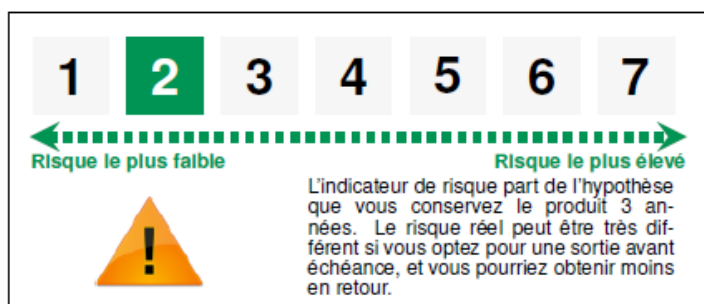 1 2 3 4 5 6 7
Risque le plus faible Risque le plus élevé
L'indicateur de risque part de l'hypothèse
que vous conservez le produit 3 an-
nées. Le risque réel peut être très dif-
férent si vous optez pour une sortie avant
échéance, et vous pourriez obtenir moins
en retour.
!